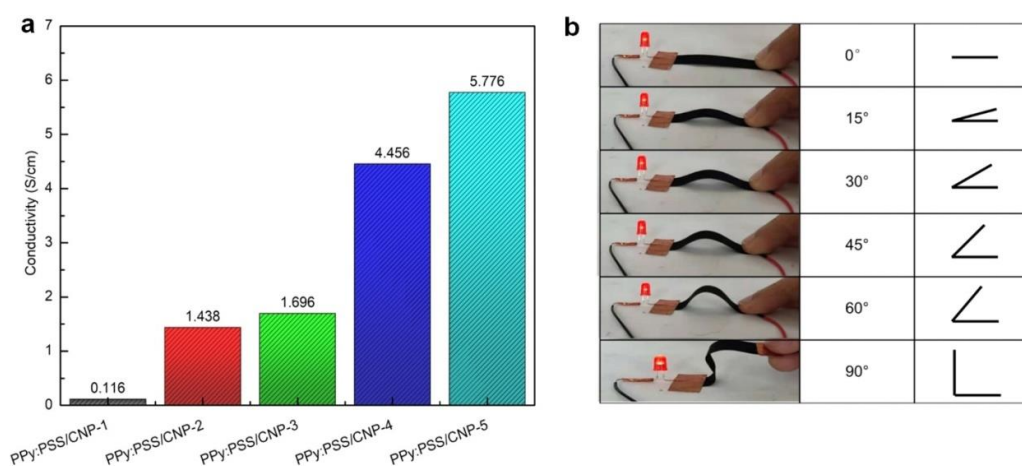 a
7
6
5
4
3
2
1
0
Conductivity (S/cm)
0.116
1.438
1.696
4.456
5.776
PPy:PSS/CNP-1
PPy:PSS/CNP-2
PPy:PSS/CNP-3
PPy:PSS/CNP-4
PPy:PSS/CNP-5
b
0°
15°
30°
45°
60°
90°